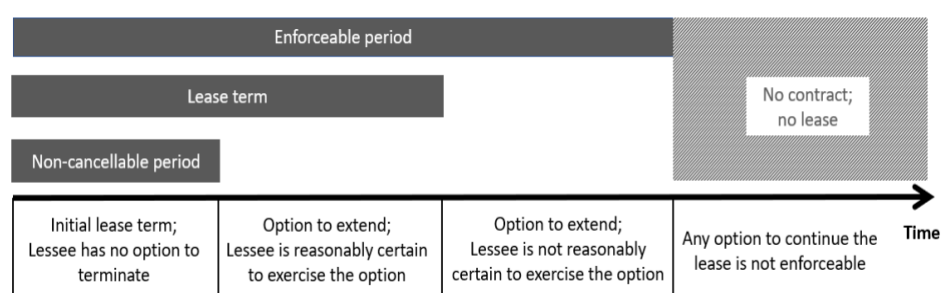 Enforceable period
Lease term
No contract;
no lease
Non-cancellable period
Initial lease term;
Lessee has no option to
terminate
Option to extend;
Lessee is reasonably certain
to exercise the option
Option to extend;
Lessee is not reasonably
certain to exercise the option
Any option to continue the
lease is not enforceable
Time